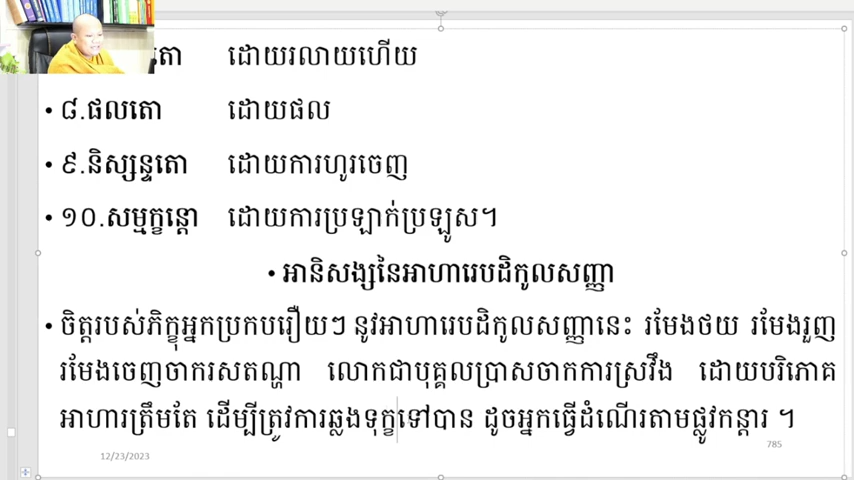 តោ ដោយរលាយហើយ
• ៨.ផលតោ ដោយផល
• ៩.និស្សន្ទតោ ដោយការហូរចេញ
• ១០.សម្មក្ខន្តោ ដោយការប្រឡាក់ប្រឡូស។
• អានិសង្សនៃអាហារេបដិកូលសញ្ញា
• ចិត្តរបស់ភិក្ខុអ្នកប្រកបរឿយៗ នូវអាហារេបដិកូលសញ្ញានេះ រមែងថយ រមែងរួញ
រមែងចេញចាករសតណ្ហា លោកជាបុគ្គលប្រាសចាកការស្រវឹង ដោយបរិភោគ
អាហារត្រឹមតែ ដើម្បីត្រូវការឆ្លងទុក្ខទៅបាន ដូចអ្នកធ្វើដំណើរតាមផ្លូវកន្តារ ។
12/23/2023 785